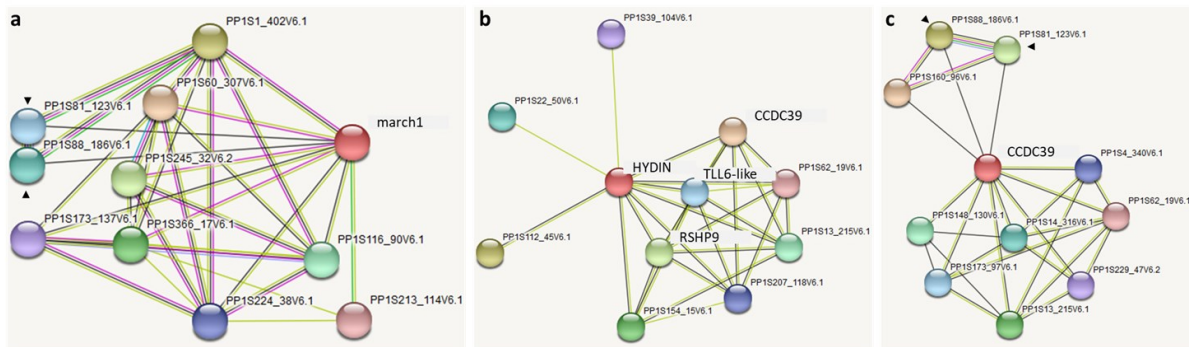 a
PP1S1_402V6.1
PP1S60_307V6.1
PP1S81_123V6.1
march1
PP1S88_186V6.1
PP1S245_32V6.2
PP1S173_137V6.1
PP1S366_17V6.1
PP1S116_90V6.1
PP1S224_38V6.1
PP1S213_114V6.1
b
PP1S39_104V6.1
PP1S22_50V6.1
CCDC39
HYDIN
TLL6-like
PP1S62_19V6.1
RSHP9
PP1S13_215V6.1
PP1S112_45V6.1
PP1S207_118V6.1
PP1S154_15V6.1
c
PP1S88_186V6.1
PP1S81_123V6.1
PP1S160_96V6.1
CCDC39
PP1S4_340V6.1
PP1S62_19V6.1
PP1S148_130V6.1
PP1S14_316V6.1
PP1S173_97V6.1
PP1S229_47V6.2
PP1S13_215V6.1